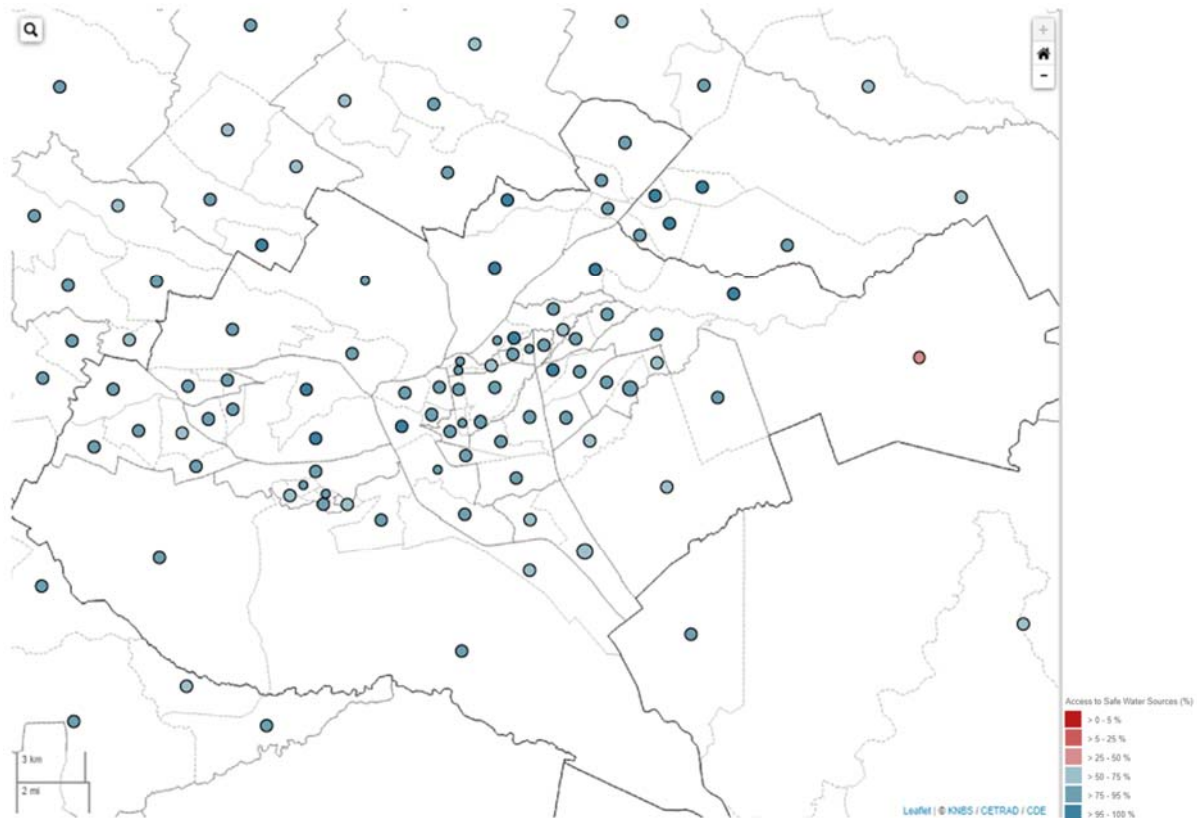 +
-
3 km
2 mi
Access to Safe Water Sources (%)
> 0 - 5 %
> 5 - 25 %
> 25 - 50 %
> 50 - 75 %
> 75 - 95 %
> 95 - 100 %
Leaflet | © KNBS / CETRAD / CDE